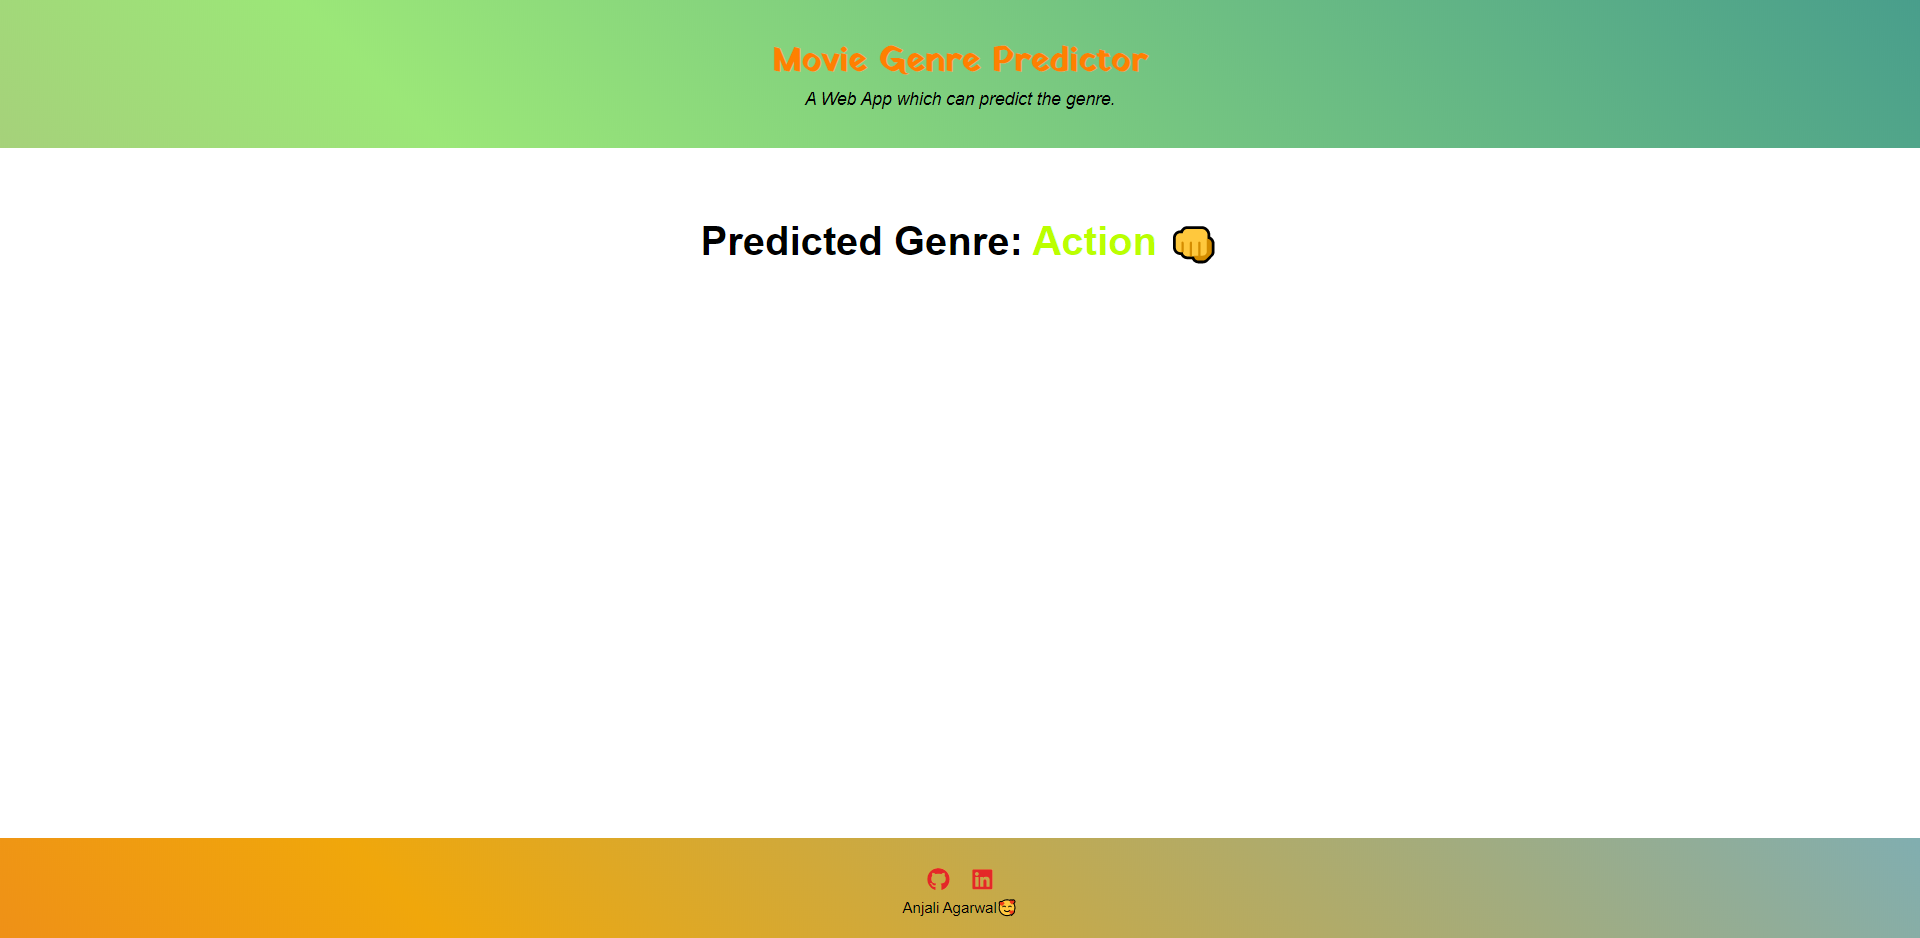 Movie Genre Predictor
A Web App which can predict the genre.
Predicted Genre: Action 👊
Anjali Agarwal🥰